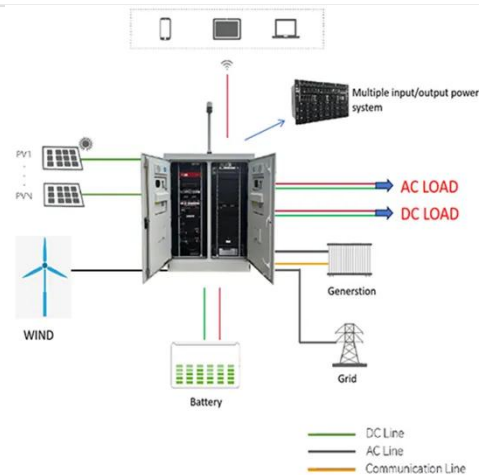 Multiple input/output power
system
PV1
PVN
AC LOAD
DC LOAD
WIND
Generstion
Grid
Battery
DC Line
AC Line
Communication Line